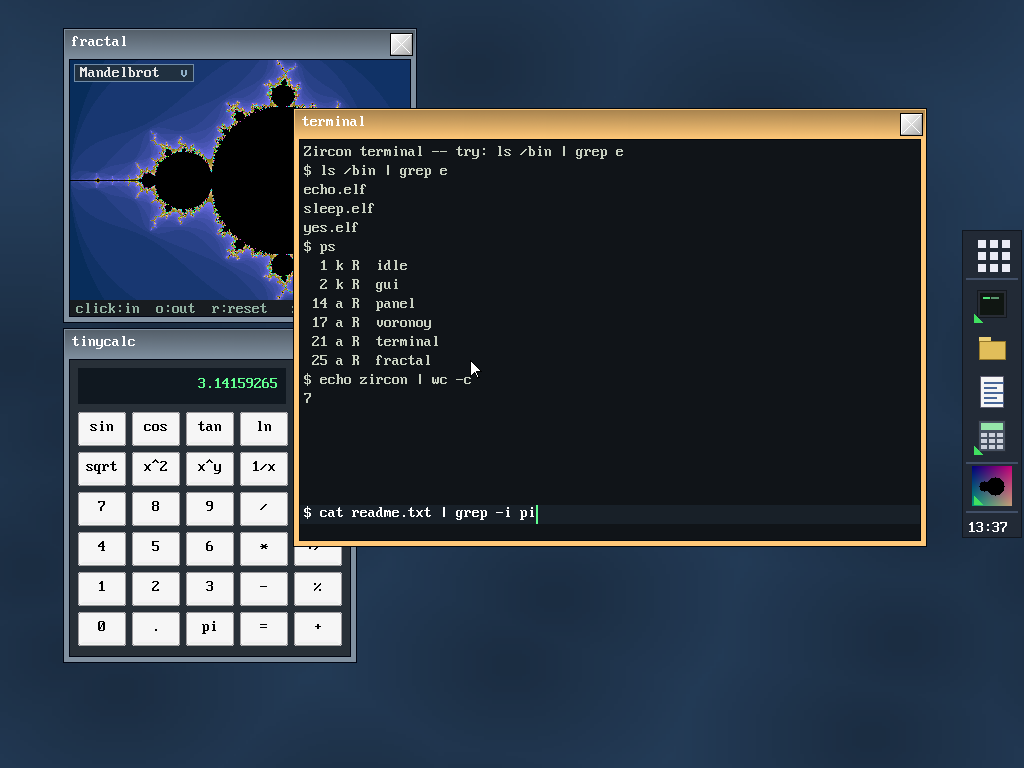 fractal
Mandelbrot v
click:in o:out r:reset
terminal
Zircon terminal -- try: ls /bin | grep e
$ ls /bin | grep e
echo.elf
sleep.elf
yes.elf
$ ps
1 k R idle
2 k R gui
14 a R panel
17 a R voronoy
21 a R terminal
25 a R fractal
$ echo zircon | wc -c
7
$ cat readme.txt | grep -i pi
tinycalc
3.14159265
sin cos tan ln
sqrt x^2 x^y 1/x
7 8 9 /
4 5 6 *
1 2 3 - %
0 . pi = +
13:37